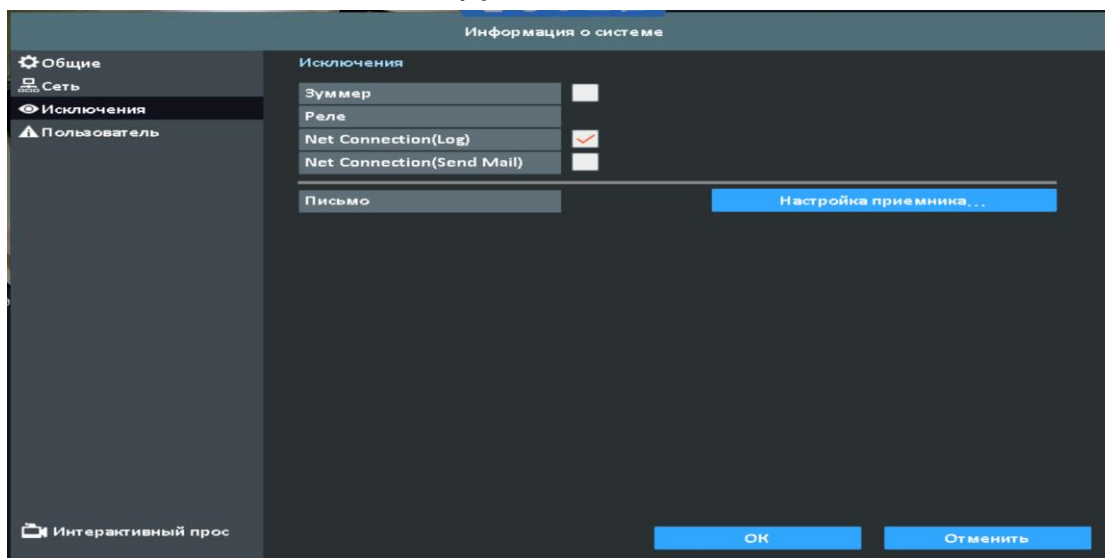 Информация о системе
Общие
Сеть
Исключения
Пользователь
Интерактивный прос
Исключения
Зуммер
Реле
Net Connection(Log)
Net Connection(Send Mail)
Письмо
Настройка приемника...
OK
Отменить